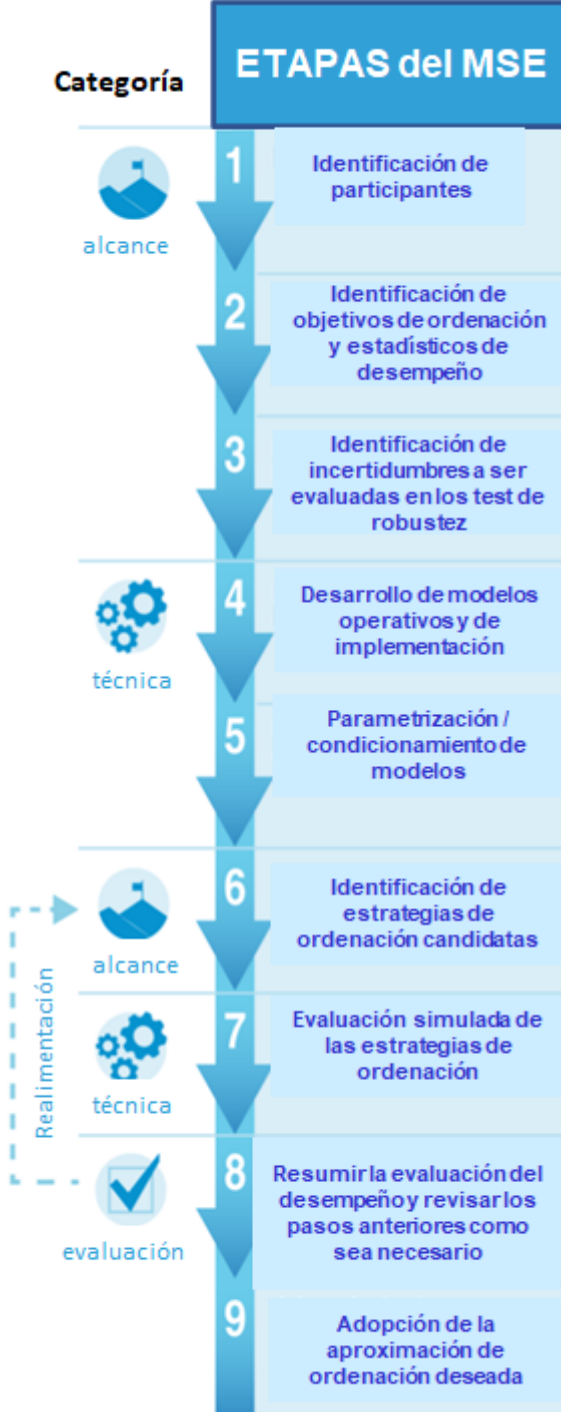 Categoría
ETAPAS del MSE
alcance
1
Identificación de
participantes
2
Identificación de
objetivos de ordenación
y estadísticos de
desempeño
3
Identificación de
incertidumbres a ser
evaluadas en los test de
robustez
técnica
4
Desarrollo de modelos
operativos y de
implementación
5
Parametrización /
condicionamiento de
modelos
Realimentación
alcance
6
Identificación de
estrategias de
ordenación candidatas
técnica
7
Evaluación simulada de
las estrategias de
ordenación
evaluación
8
Resumir la evaluación del
desempeño y revisar los
pasos anteriores como
sea necesario
9
Adopción de la
aproximación de
ordenación deseada